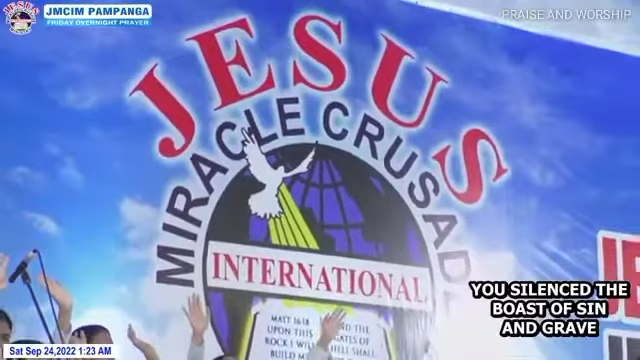 JMCIM PAMPANGA
FRIDAY OVERNIGHT PRAYER
PRAISE AND WORSHIP
JESUS
MIRACLE CRUSADE
INTERNATIONAL
MATT 16:18
UPON THIS
ROCK I WILL
GATES OF
HELL SHALL
YOU SILENCED THE
BOAST OF SIN
AND GRAVE
Sat Sep 24,2022 1:23 AM